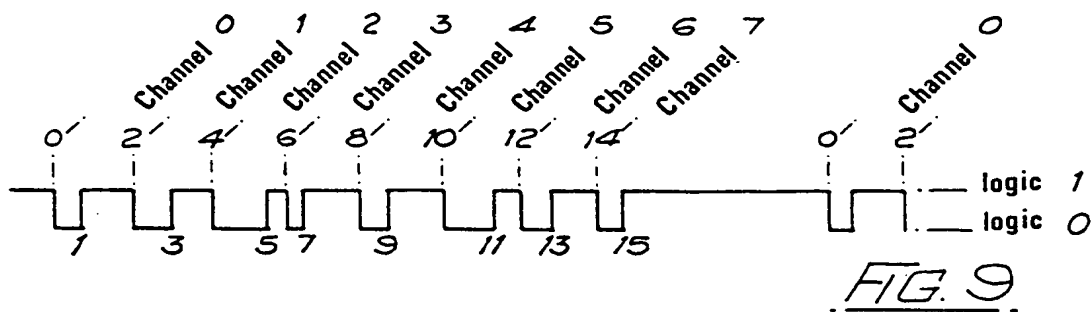 Channel 0
Channel 1
Channel 2
Channel 3
Channel 4
Channel 5
Channel 6
Channel 7
Channel 0
0 2 4 6 8 10 12 14 0 2
logic 1
logic 0
1 3 5 7 9 11 13 15
FIG. 9